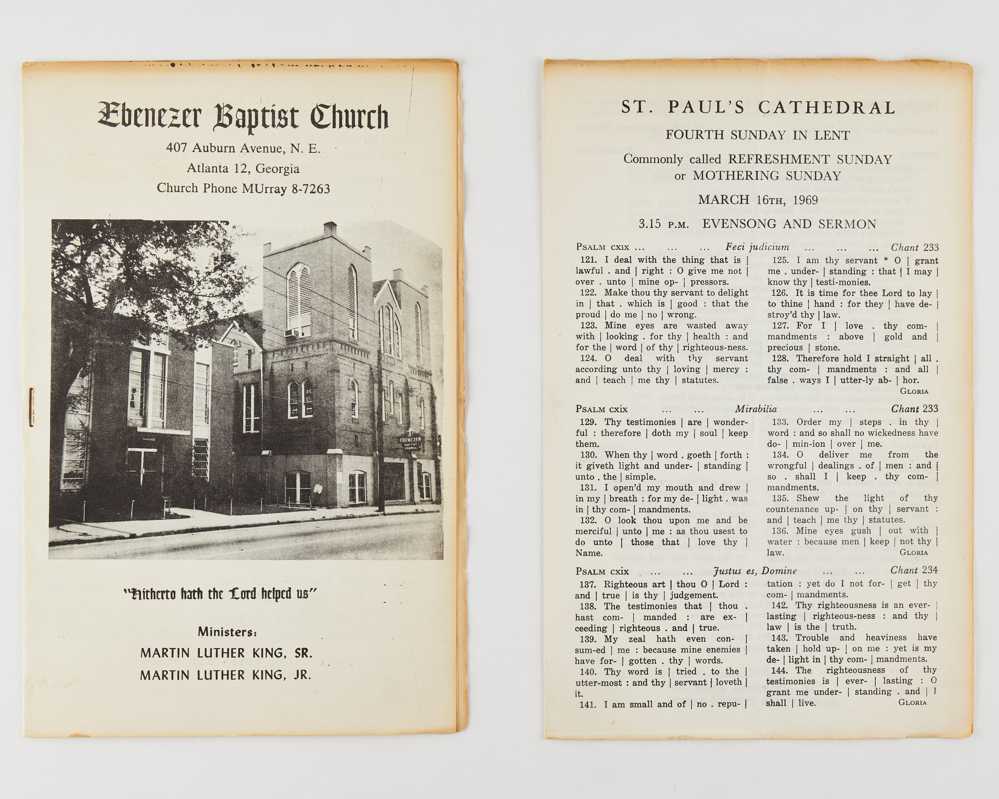 Ebenezer Baptist Church
407 Auburn Avenue, N. E.
Atlanta 12, Georgia
Church Phone MUrray 8-7263
EBENEZER
"Hitherto hath the Lord helped us"
Ministers:
MARTIN LUTHER KING, SR.
MARTIN LUTHER KING, JR.
ST. PAUL'S CATHEDRAL
FOURTH SUNDAY IN LENT
Commonly called REFRESHMENT SUNDAY
or MOTHERING SUNDAY
MARCH 16TH, 1969
3.15 P.M. EVENSONG AND SERMON
PSALM CXIX ... ... ... Feci judicium ... ... ... Chant 233
121. I deal with the thing that is |
lawful . and | right : O give me not |
over . unto | mine op- | pressors.
122. Make thou thy servant to delight
in | that . which is | good : that the
proud | do me | no | wrong.
123. Mine eyes are wasted away
with | looking . for thy | health : and
for the | word | of thy | righteous-ness.
124. O deal with thy servant
according unto thy | loving | mercy :
and | teach | me thy | statutes.
125. I am thy servant * O | grant
me . under- | standing : that | I may |
know thy | testi-monies.
126. It is time for thee Lord to lay |
to thine | hand : for they | have de- |
stroy'd thy | law.
127. For I | love . thy com- |
mandments : above | gold and |
precious | stone.
128. Therefore hold I straight | all .
thy com- | mandments : and all |
false . ways I | utter-ly ab- | hor.
GLORIA
PSALM CXIX ... ... Mirabilia ... ... Chant 233
129. Thy testimonies | are | wonder-
ful : therefore | doth my | soul | keep
them.
130. When thy | word . goeth | forth :
it giveth light and under- | standing |
unto . the | simple.
131. I open'd my mouth and drew |
in my | breath : for my de- | light . was
in | thy com- | mandments.
132. O look thou upon me and be
merciful | unto | me : as thou usest to
do unto | those that | love thy |
Name.
133. Order my | steps . in thy |
word : and so shall no wickedness have
do- | min-ion | over | me.
134. O deliver me from the
wrongful | dealings . of | men : and |
so . shall I | keep . thy com- |
mandments.
135. Shew the light of thy
countenance up- | on thy | servant :
and | teach | me thy | statutes.
136. Mine eyes gush | out with |
water : because men | keep | not thy |
law. GLORIA
PSALM CXIX ... ... Justus es, Domine ... ... Chant 234
137. Righteous art | thou O | Lord :
and | true | is thy | judgement.
138. The testimonies that | thou .
hast com- | manded : are ex- |
ceeding | righteous . and | true.
139. My zeal hath even con- |
sum-ed | me : because mine enemies |
have for- | gotten . thy | words.
140. Thy word is | tried . to the |
utter-most : and thy | servant | loveth |
it.
141. I am small and of | no . repu- |
tation : yet do I not for- | get | thy
com- | mandments.
142. Thy righteousness is an ever- |
lasting | righteous-ness : and thy |
law | is the | truth.
143. Trouble and heaviness have
taken | hold up- | on me : yet is my
de- | light in | thy com- | mandments.
144. The righteousness of thy
testimonies is | ever- | lasting : O
grant me under- | standing . and | I
shall | live. GLORIA